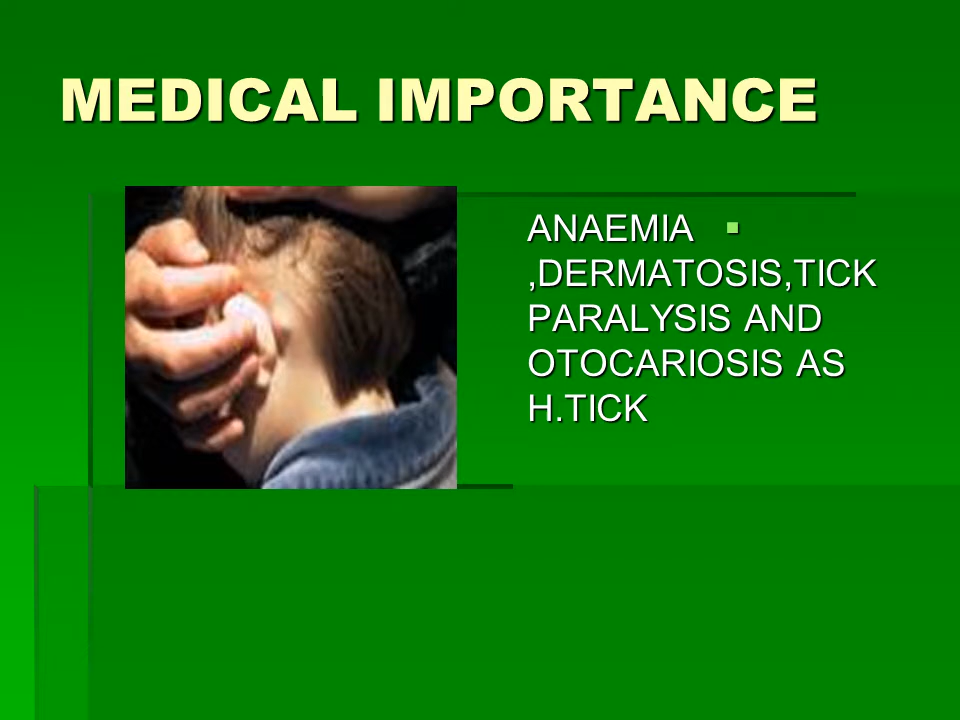 MEDICAL IMPORTANCE
ANAEMIA ▪
,DERMATOSIS,TICK
PARALYSIS AND
OTOCARIOSIS AS
H.TICK